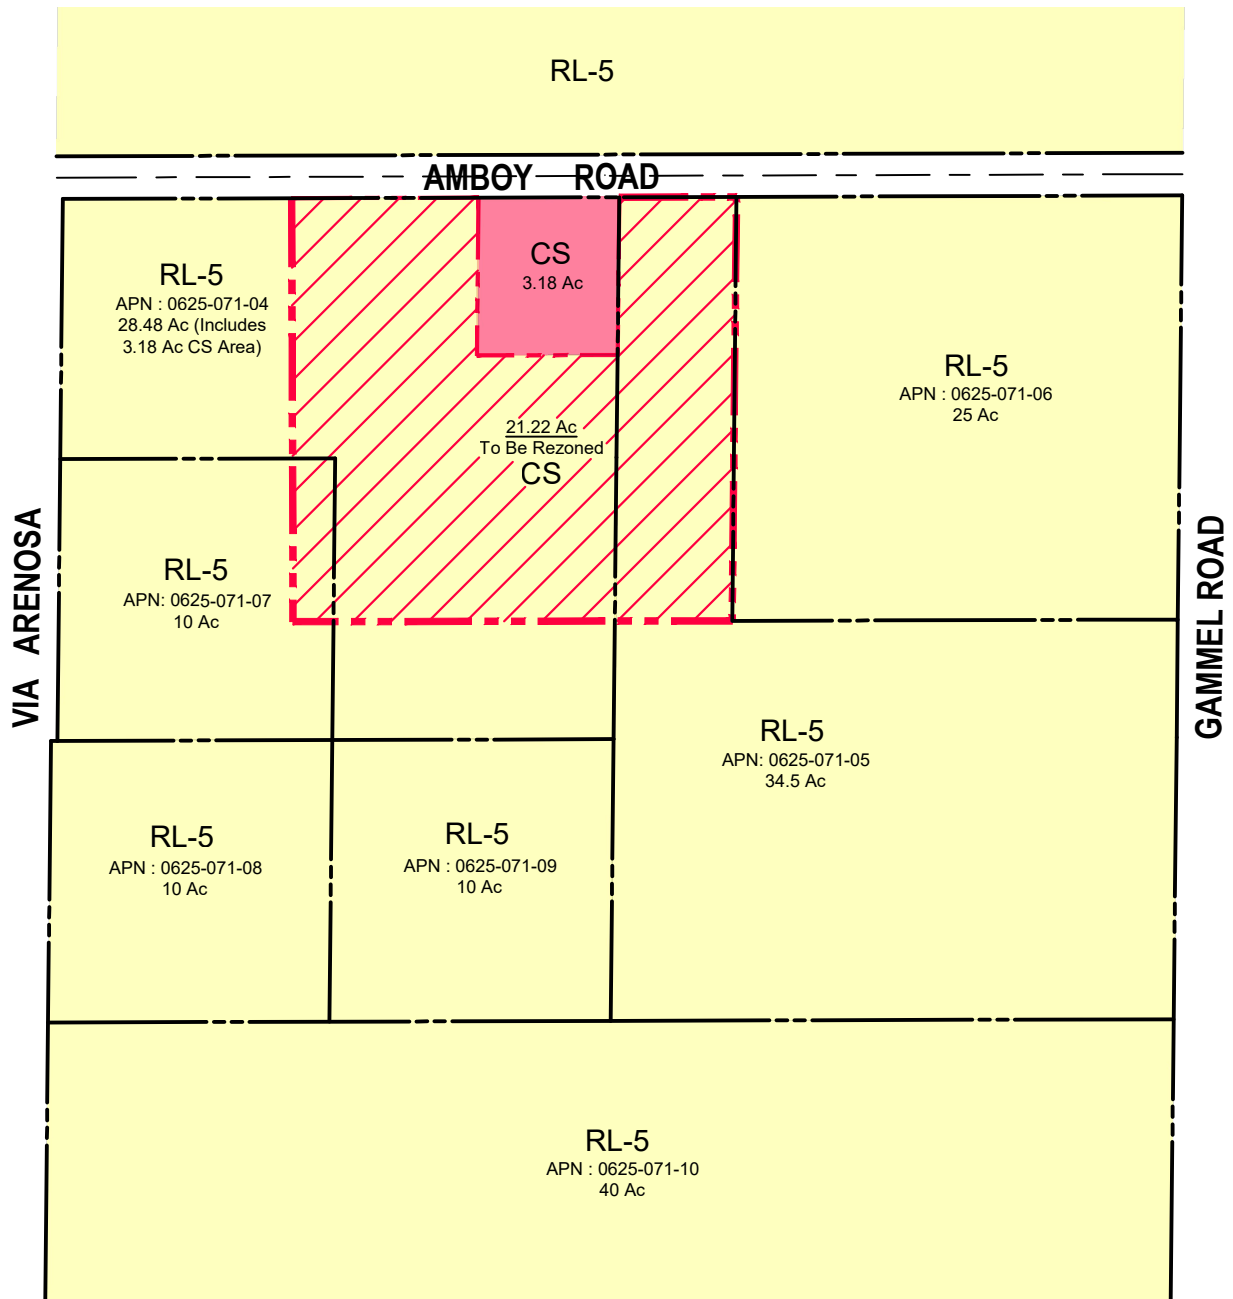 RL-5
AMBOY ROAD
RL-5
APN : 0625-071-04
28.48 Ac (Includes
3.18 Ac CS Area)
CS
3.18 Ac
RL-5
APN : 0625-071-06
25 Ac
21.22 Ac
To Be Rezoned
CS
VIA ARENOSA
GAMMEL ROAD
RL-5
APN: 0625-071-07
10 Ac
RL-5
APN: 0625-071-05
34.5 Ac
RL-5
APN : 0625-071-08
10 Ac
RL-5
APN : 0625-071-09
10 Ac
RL-5
APN : 0625-071-10
40 Ac